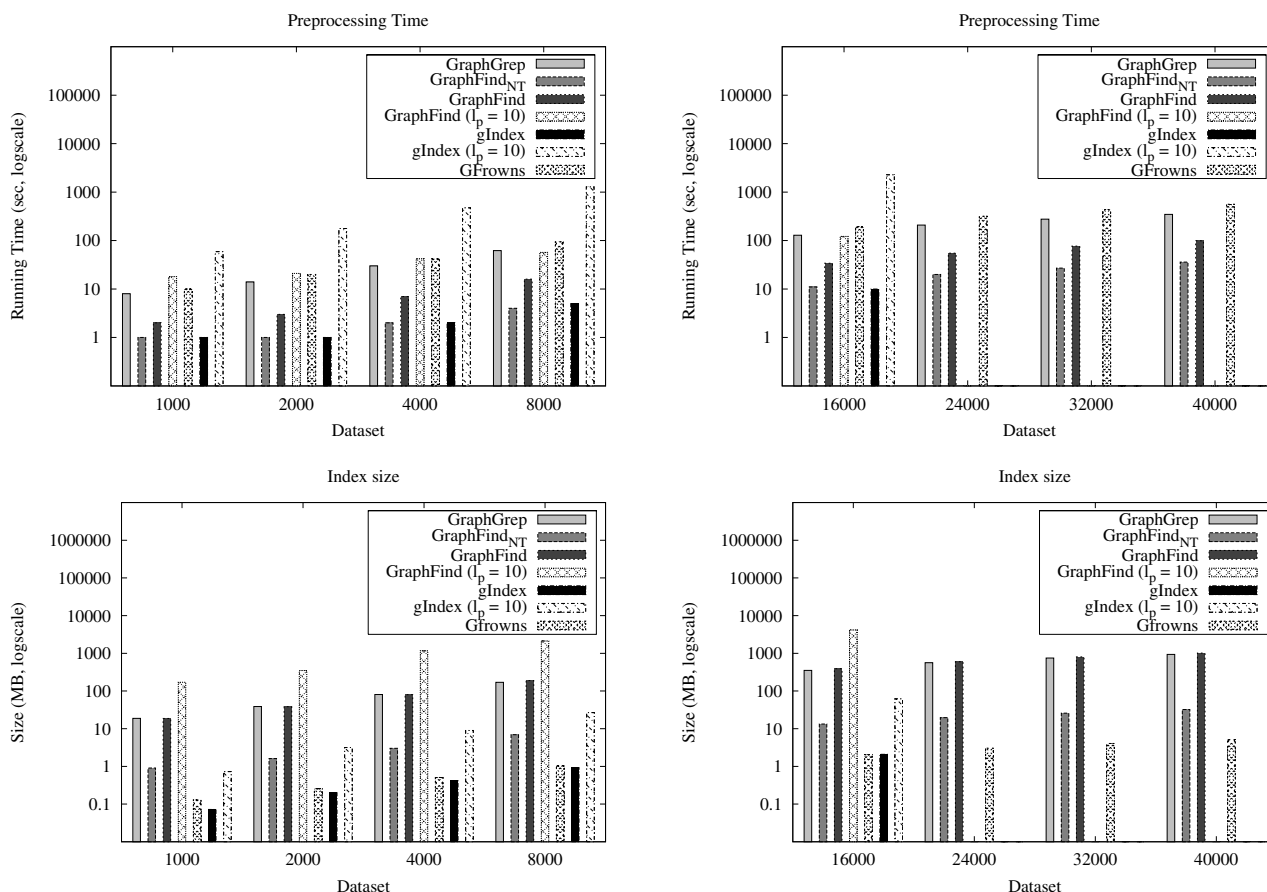 Preprocessing Time
Running Time (sec, logscale)
100000
10000
1000
100
10
1
GraphGrep
GraphFind_NT
GraphFind
GraphFind (l_p = 10)
gIndex
gIndex (l_p = 10)
GFrowns
1000 2000 4000 8000
Dataset
Preprocessing Time
Running Time (sec, logscale)
100000
10000
1000
100
10
1
GraphGrep
GraphFind_NT
GraphFind
GraphFind (l_p = 10)
gIndex
gIndex (l_p = 10)
GFrowns
16000 24000 32000 40000
Dataset
Index size
Size (MB, logscale)
1000000
100000
10000
1000
100
10
1
0.1
GraphGrep
GraphFind_NT
GraphFind
GraphFind (l_p = 10)
gIndex
gIndex (l_p = 10)
Gfrowns
1000 2000 4000 8000
Dataset
Index size
Size (MB, logscale)
1000000
100000
10000
1000
100
10
1
0.1
GraphGrep
GraphFind_NT
GraphFind
GraphFind (l_p = 10)
gIndex
gIndex (l_p = 10)
Gfrowns
16000 24000 32000 40000
Dataset